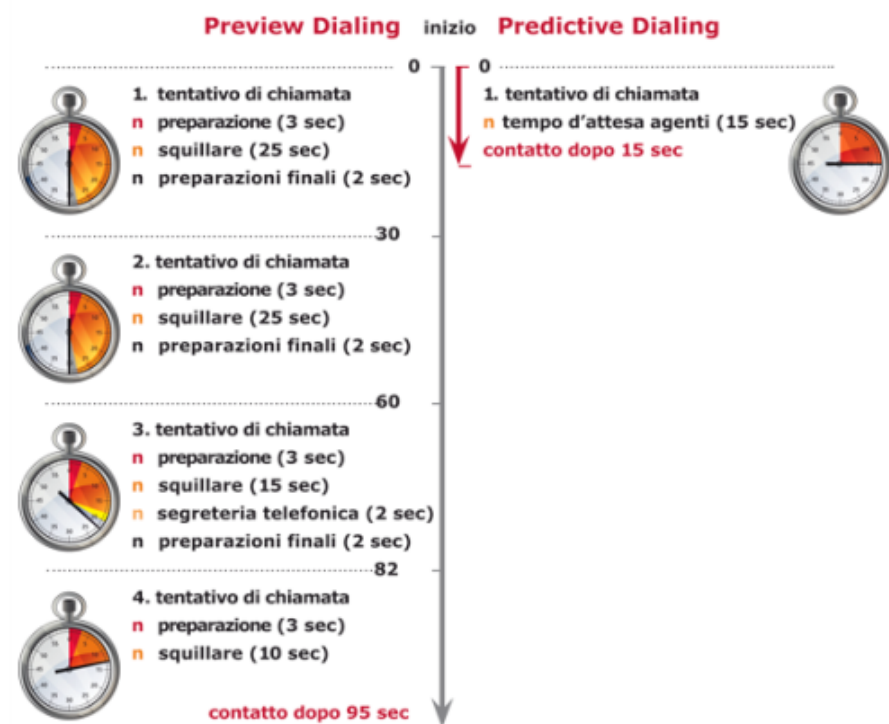 Preview Dialing inizio Predictive Dialing
0 0
1. tentativo di chiamata
n preparazione (3 sec)
n squillare (25 sec)
n preparazioni finali (2 sec)
1. tentativo di chiamata
n tempo d'attesa agenti (15 sec)
contatto dopo 15 sec
30
2. tentativo di chiamata
n preparazione (3 sec)
n squillare (25 sec)
n preparazioni finali (2 sec)
60
3. tentativo di chiamata
n preparazione (3 sec)
n squillare (15 sec)
n segreteria telefonica (2 sec)
n preparazioni finali (2 sec)
82
4. tentativo di chiamata
n preparazione (3 sec)
n squillare (10 sec)
contatto dopo 95 sec